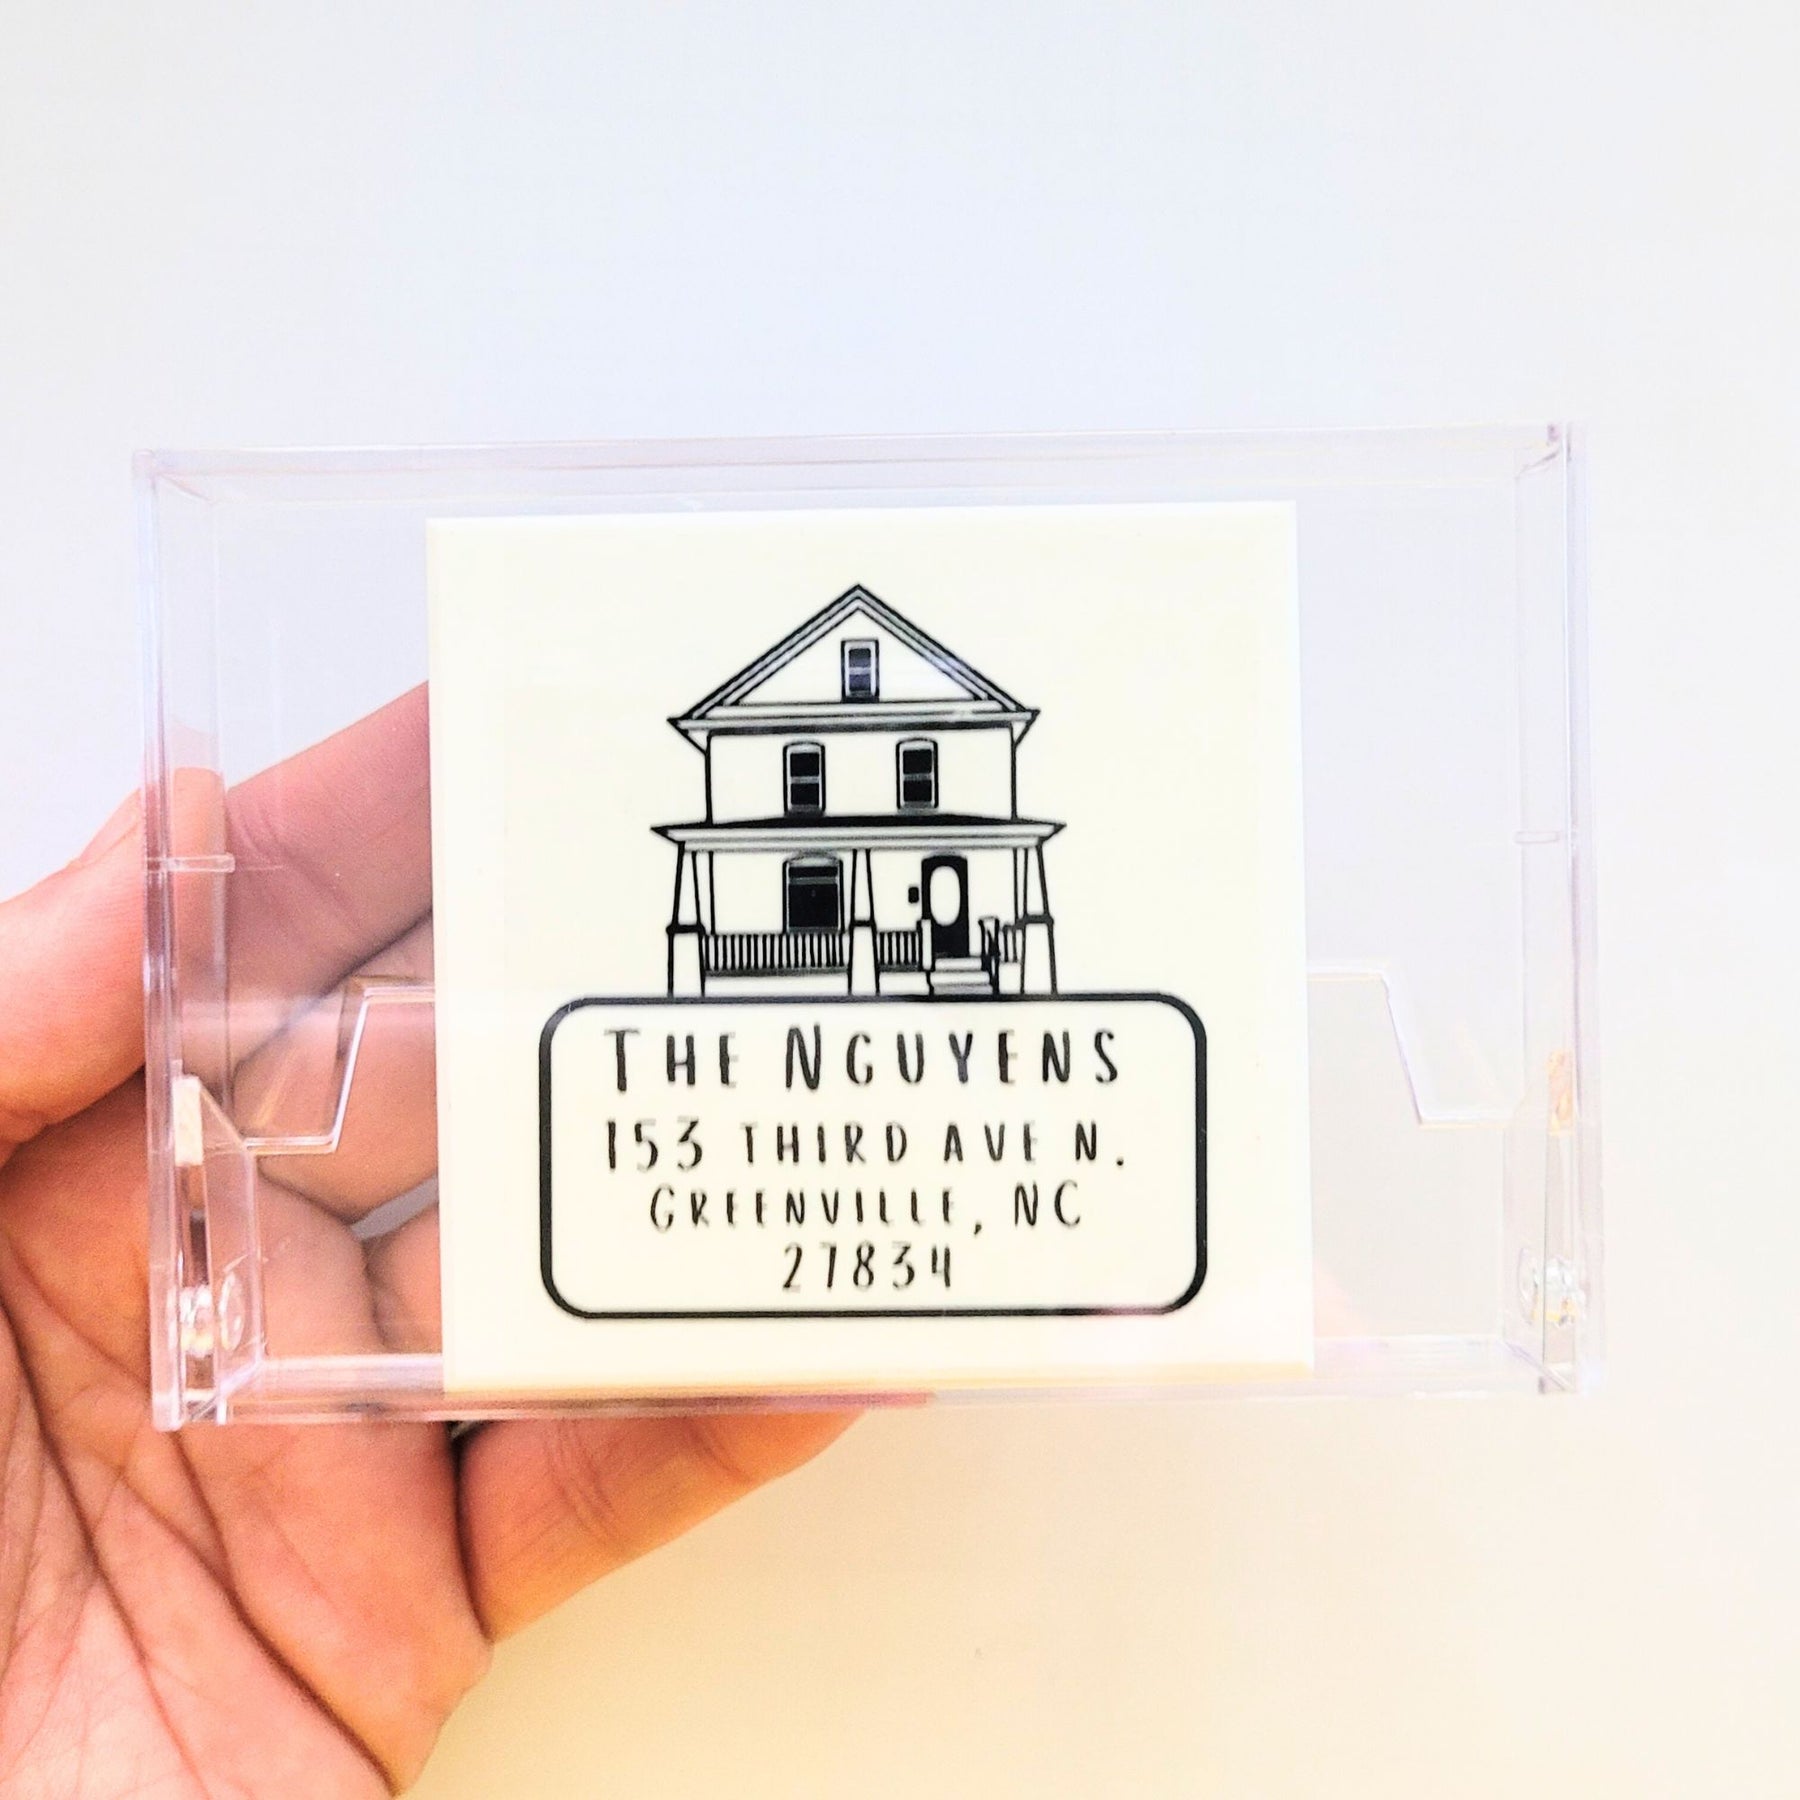 The Nguyens
153 Third Ave N.
Greenville, NC
27834